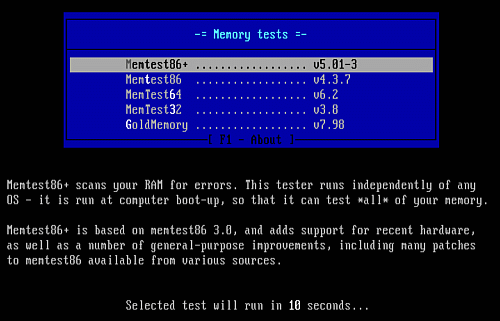 -= Memory tests =-
Memtest86+ .................. v5.01-3
Memtest86 .................. v4.3.7
MemTest64 .................. v6.2
MemTest32 .................. v3.8
GoldMemory .................. v7.98
[ F1 - About ]
Memtest86+ scans your RAM for errors. This tester runs independently of any
OS - it is run at computer boot-up, so that it can test *all* of your memory.
Memtest86+ is based on memtest86 3.0, and adds support for recent hardware,
as well as a number of general-purpose improvements, including many patches
to memtest86 available from various sources.
Selected test will run in 10 seconds...